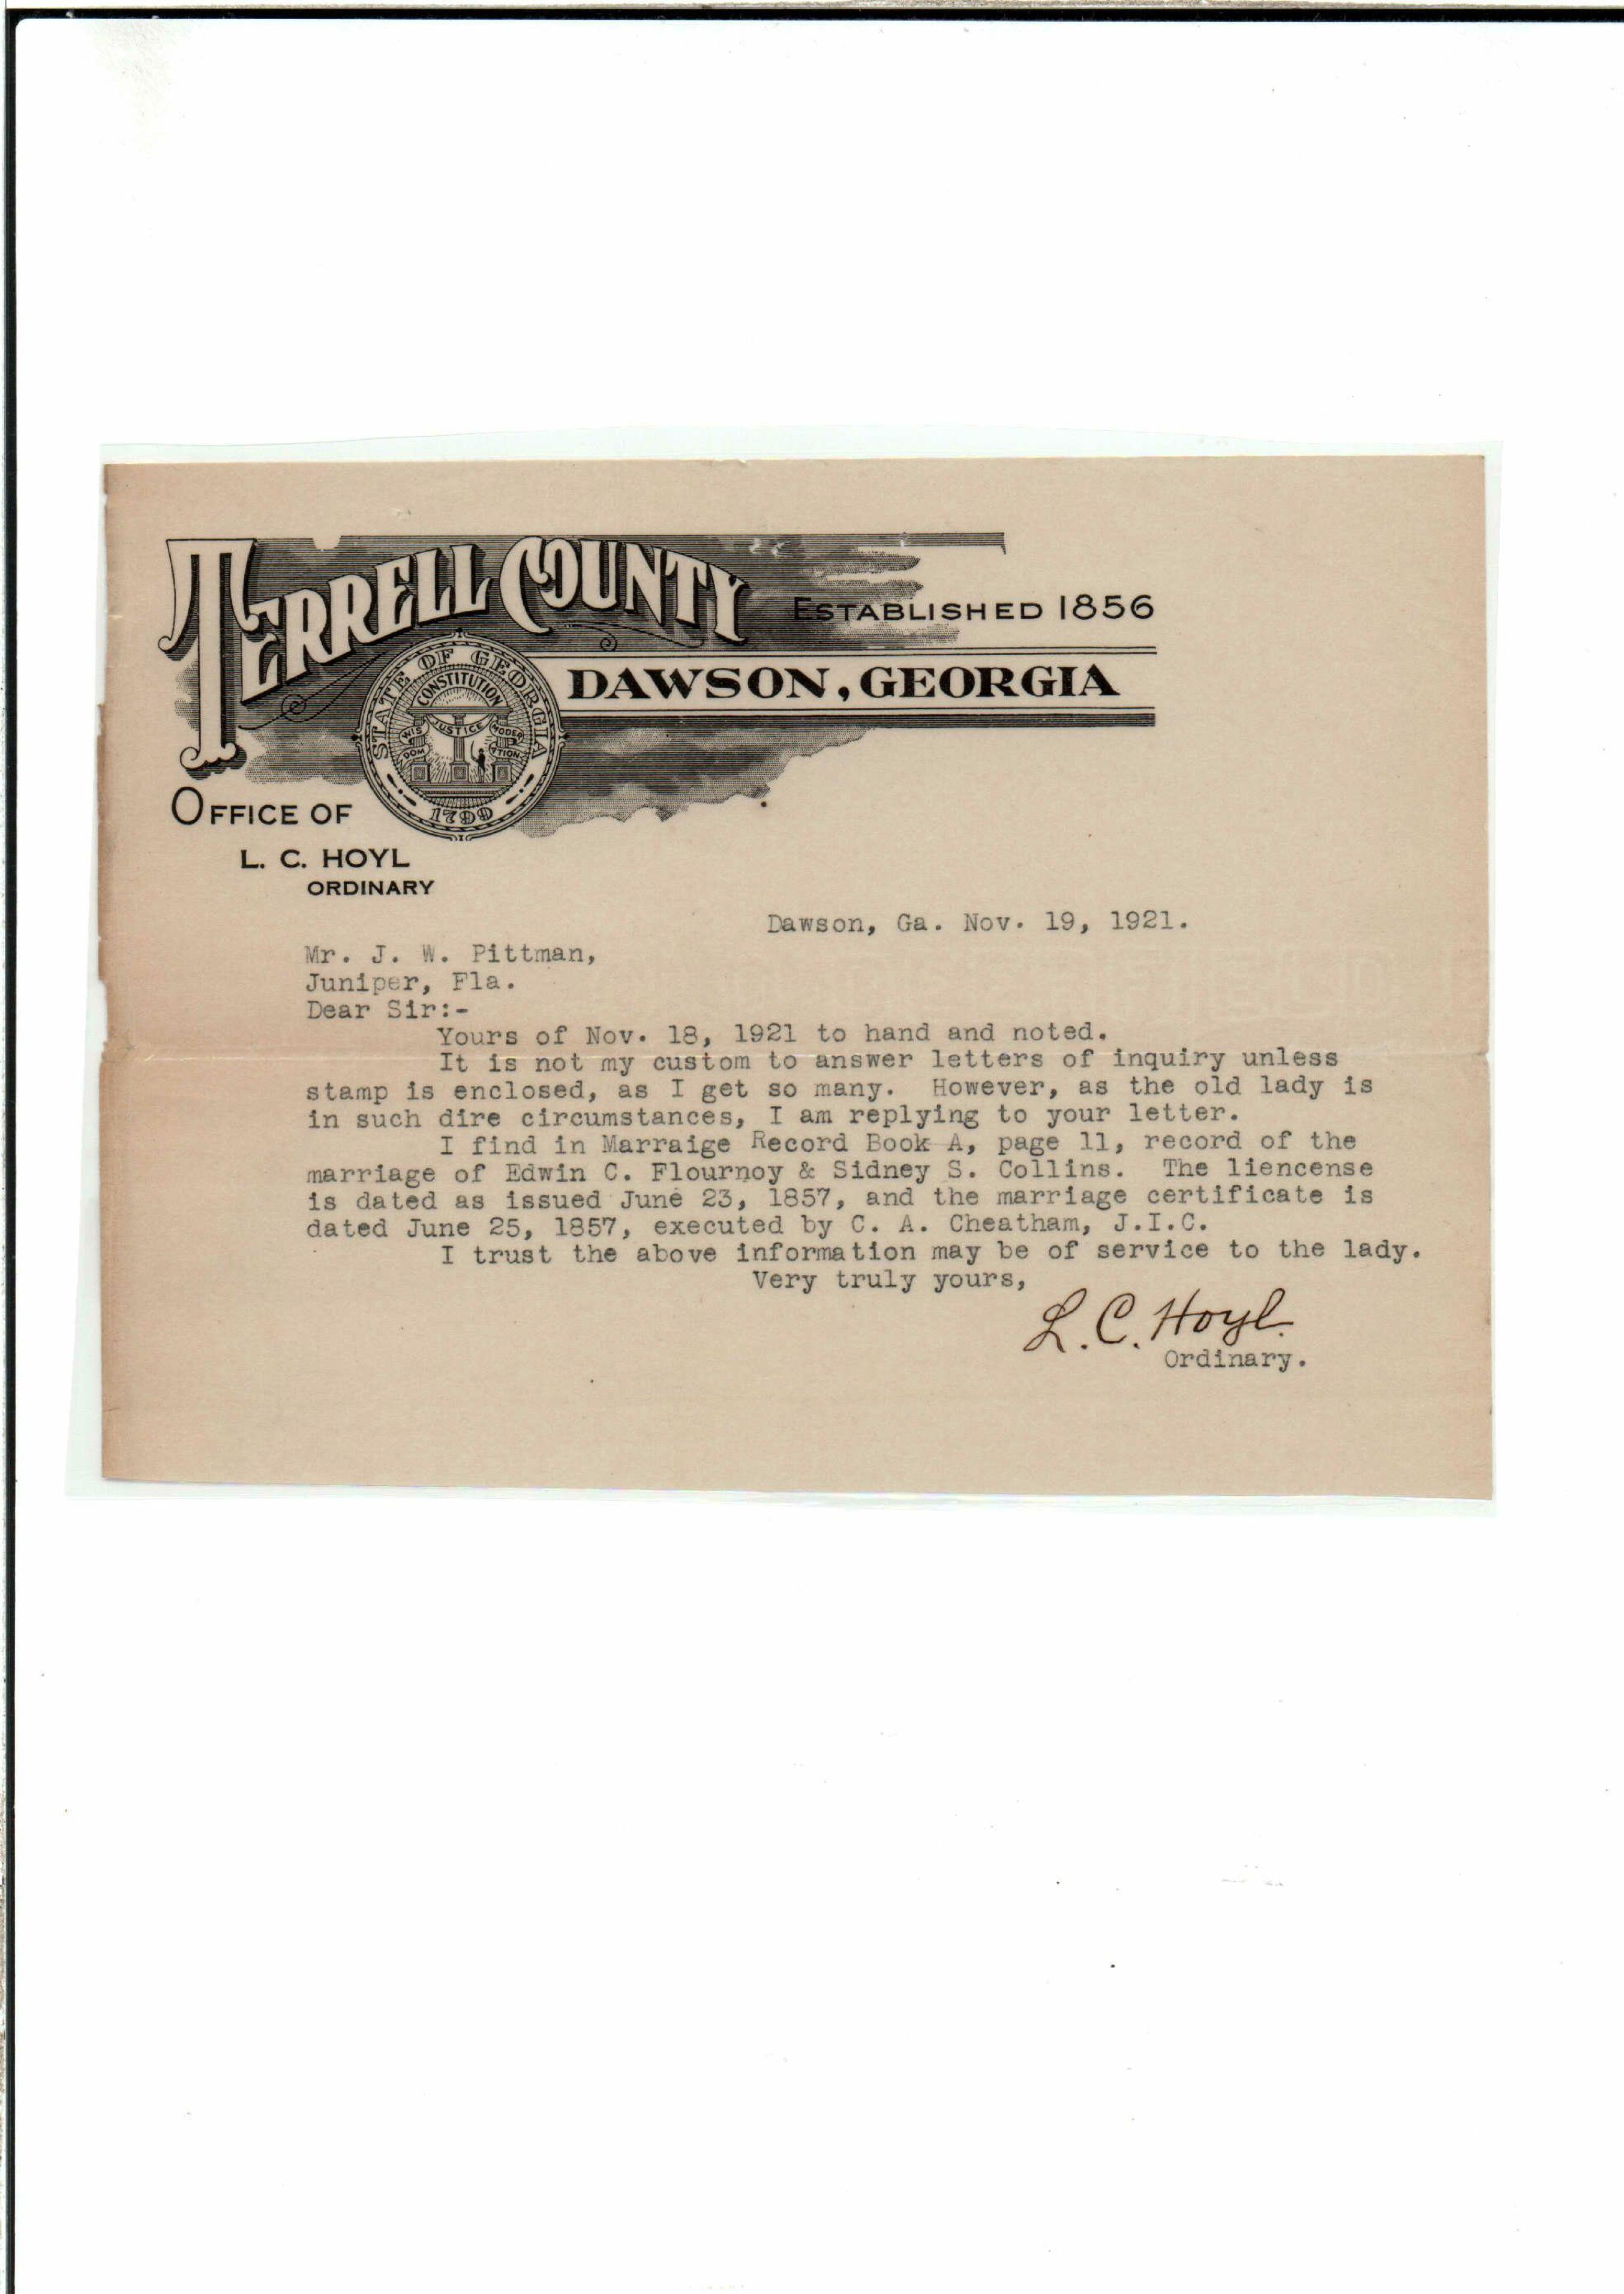 TERRELL COUNTY
ESTABLISHED 1856
DAWSON, GEORGIA
STATE OF GEORGIA
CONSTITUTION
WIS DOM JUSTICE MODER TION
1799
OFFICE OF
L. C. HOYL
ORDINARY
Dawson, Ga. Nov. 19, 1921.
Mr. J. W. Pittman,
Juniper, Fla.
Dear Sir:-
Yours of Nov. 18, 1921 to hand and noted.
It is not my custom to answer letters of inquiry unless
stamp is enclosed, as I get so many. However, as the old lady is
in such dire circumstances, I am replying to your letter.
I find in Marraige Record Book A, page 11, record of the
marriage of Edwin C. Flournoy & Sidney S. Collins. The liencense
is dated as issued June 23, 1857, and the marriage certificate is
dated June 25, 1857, executed by C. A. Cheatham, J.I.C.
I trust the above information may be of service to the lady.
Very truly yours,
L. C. Hoyl.
Ordinary.